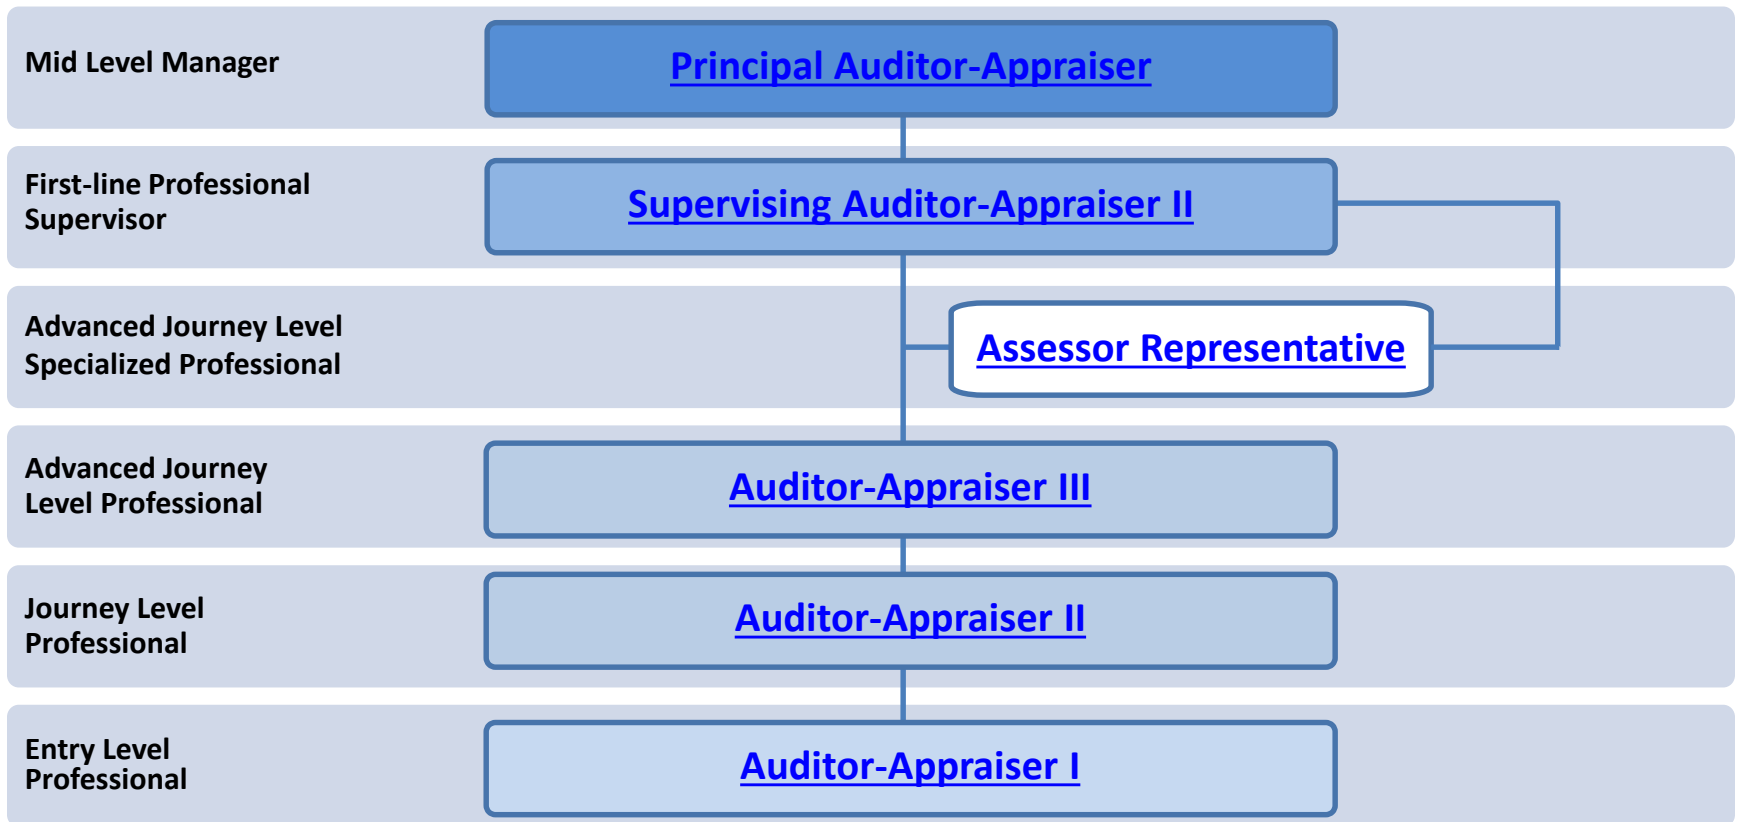 Mid Level Manager
Principal Auditor-Appraiser
First-line Professional
Supervisor
Supervising Auditor-Appraiser II
Advanced Journey Level
Specialized Professional
Assessor Representative
Advanced Journey
Level Professional
Auditor-Appraiser III
Journey Level
Professional
Auditor-Appraiser II
Entry Level
Professional
Auditor-Appraiser I